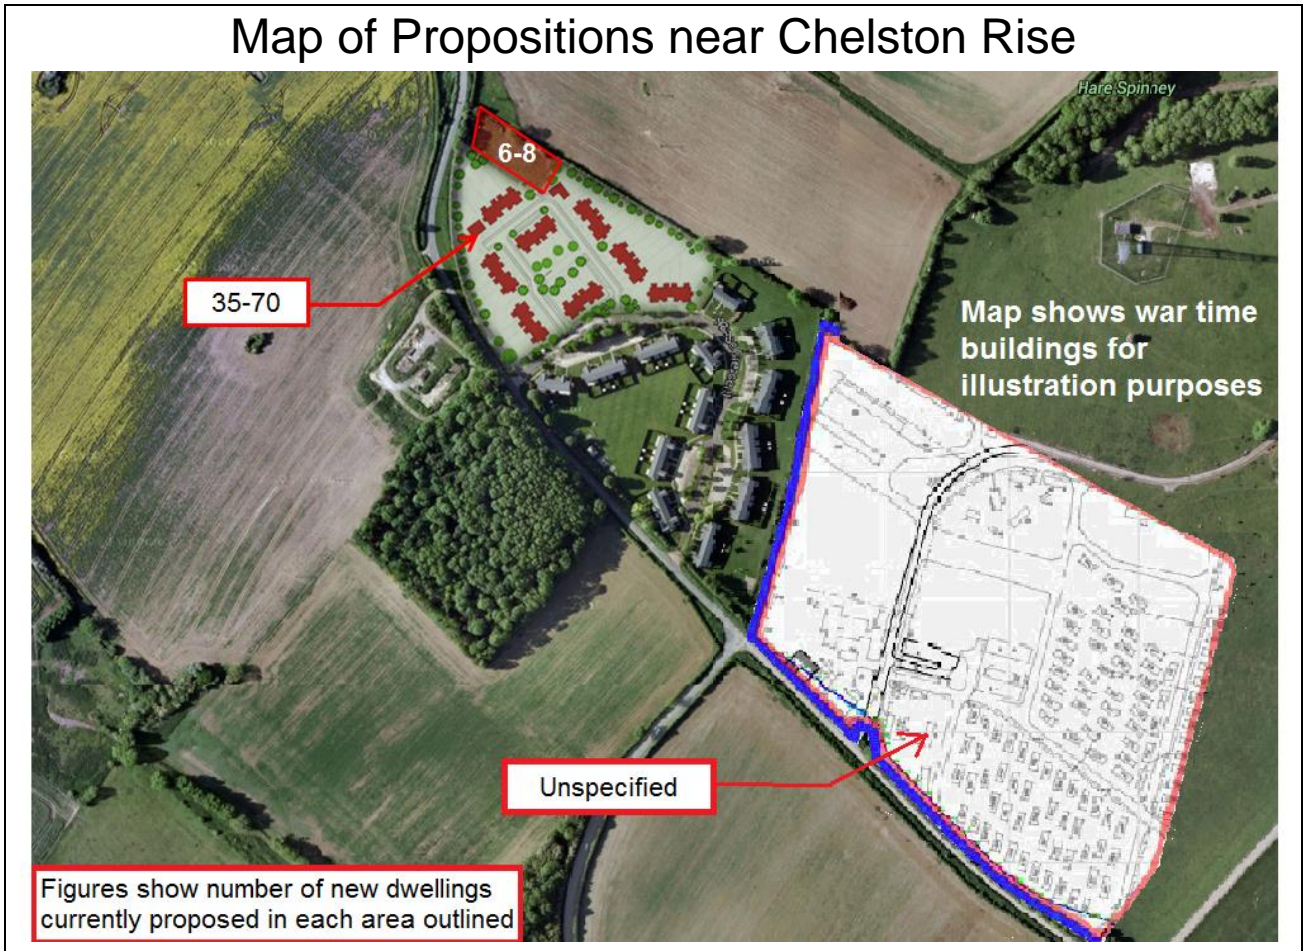 Map of Propositions near Chelston Rise
Hare Spinney
6-8
35-70
Map shows war time
buildings for
illustration purposes
Unspecified
Figures show number of new dwellings
currently proposed in each area outlined